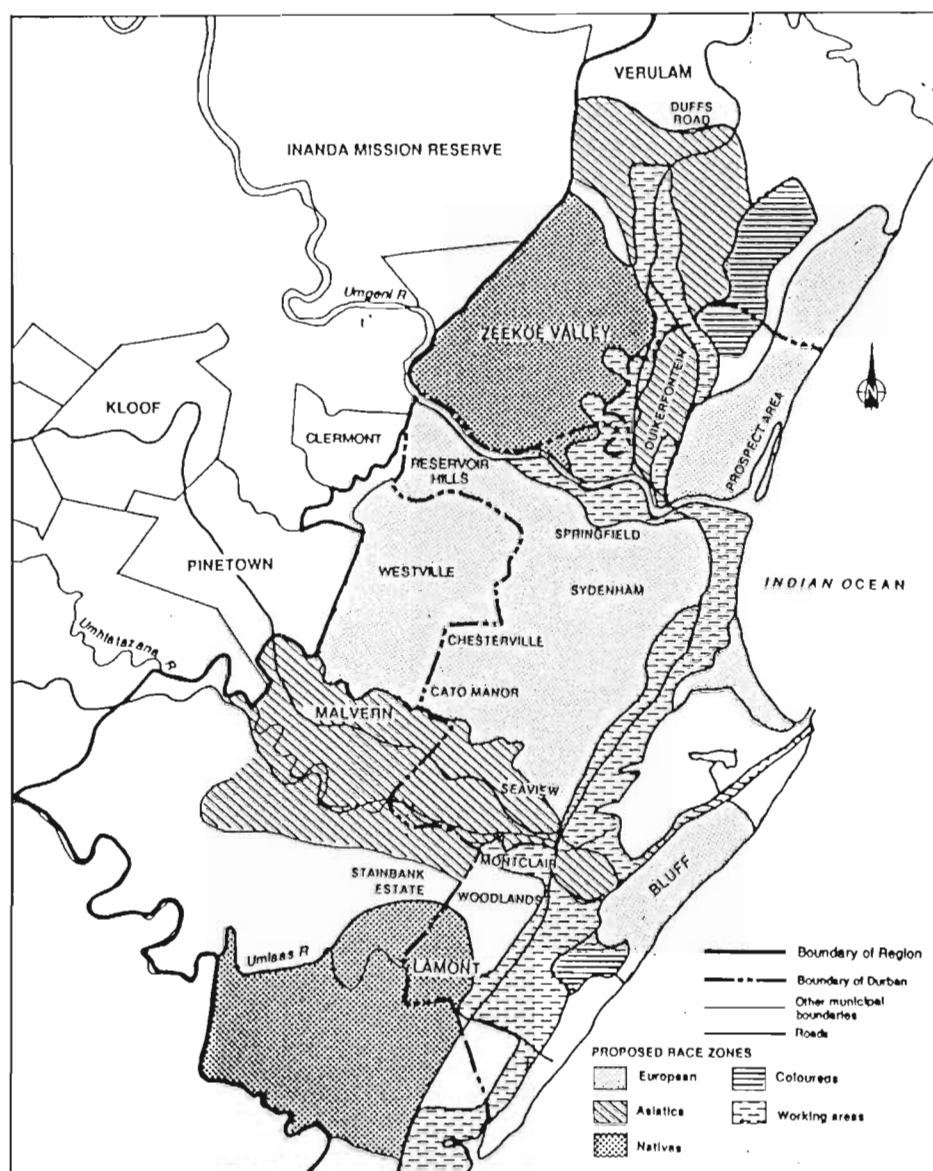 VERULAM
DUFFS
ROAD
INANDA MISSION RESERVE
Umgeni R
ZEEKOE VALLEY
DUIKERFONTEIN
KLOOF
CLERMONT
PROSPECT AREA
N
RESERVOIR
HILLS
SPRINGFIELD
PINETOWN
WESTVILLE
SYDENHAM
INDIAN OCEAN
Umhlatazana R
CHESTERVILLE
CATO MANOR
MALVERN
SEAVIEW
MONTCLAIR
STAINBANK
ESTATE
WOODLANDS
BLUFF
Umlaas R
LAMONT
Boundary of Region
Boundary of Durban
Other municipal
boundaries
Roads
PROPOSED RACE ZONES
European
Coloureds
Asiatics
Working areas
Natives